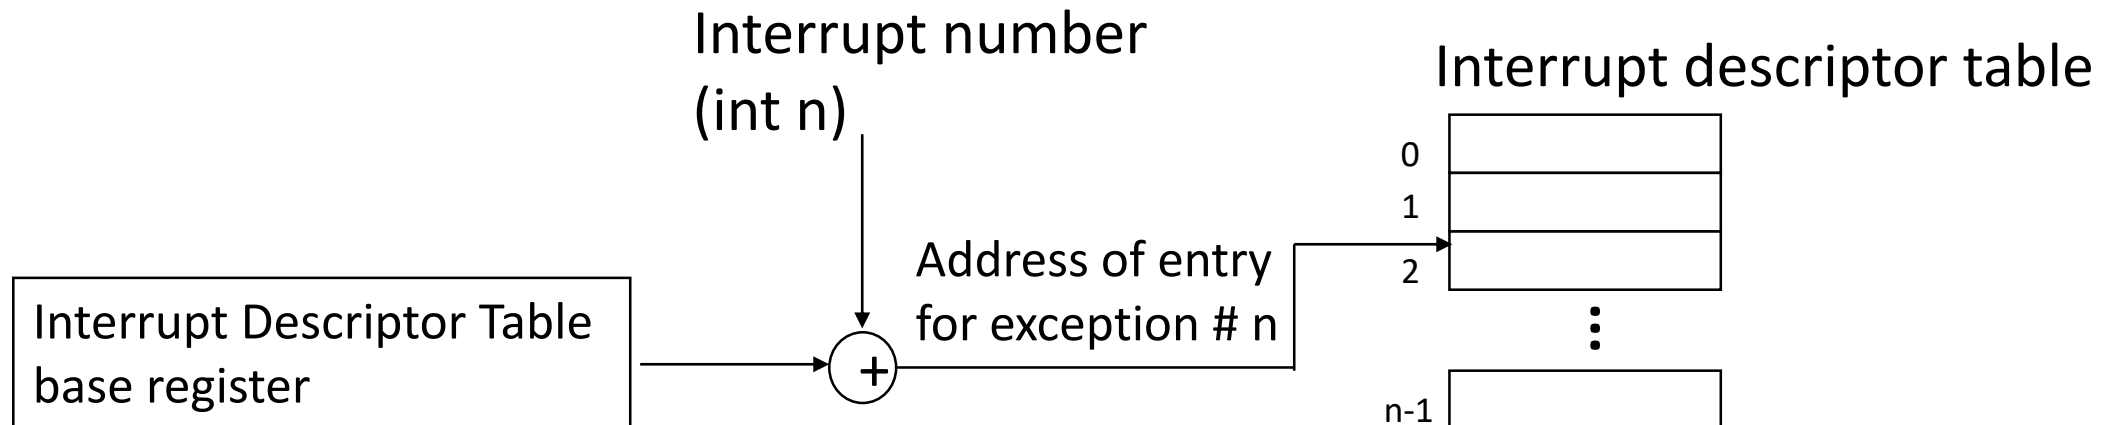 Interrupt number
(int n)
Interrupt descriptor table
0
1
2
Address of entry
for exception # n
Interrupt Descriptor Table
base register
+
n-1